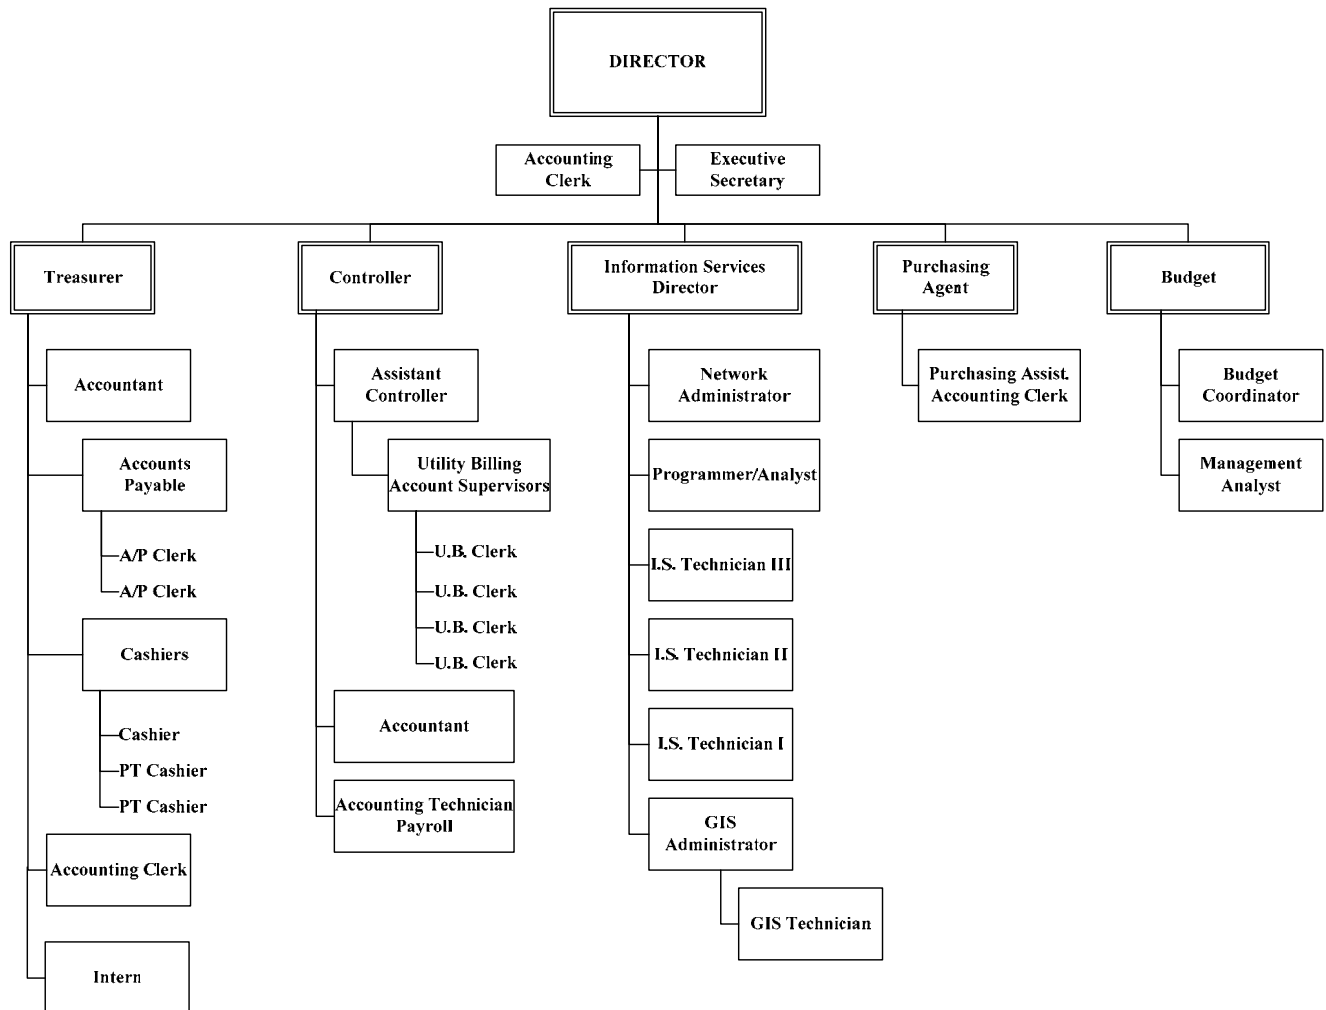 DIRECTOR
Accounting
Clerk
Executive
Secretary
Treasurer
Controller
Information Services
Director
Purchasing
Agent
Budget
Accountant
Accounts
Payable
A/P Clerk
A/P Clerk
Cashiers
Cashier
PT Cashier
PT Cashier
Accounting Clerk
Intern
Assistant
Controller
Utility Billing
Account Supervisors
U.B. Clerk
U.B. Clerk
U.B. Clerk
U.B. Clerk
Accountant
Accounting Technician
Payroll
Network
Administrator
Programmer/Analyst
I.S. Technician III
I.S. Technician II
I.S. Technician I
GIS
Administrator
GIS Technician
Purchasing Assist.
Accounting Clerk
Budget
Coordinator
Management
Analyst